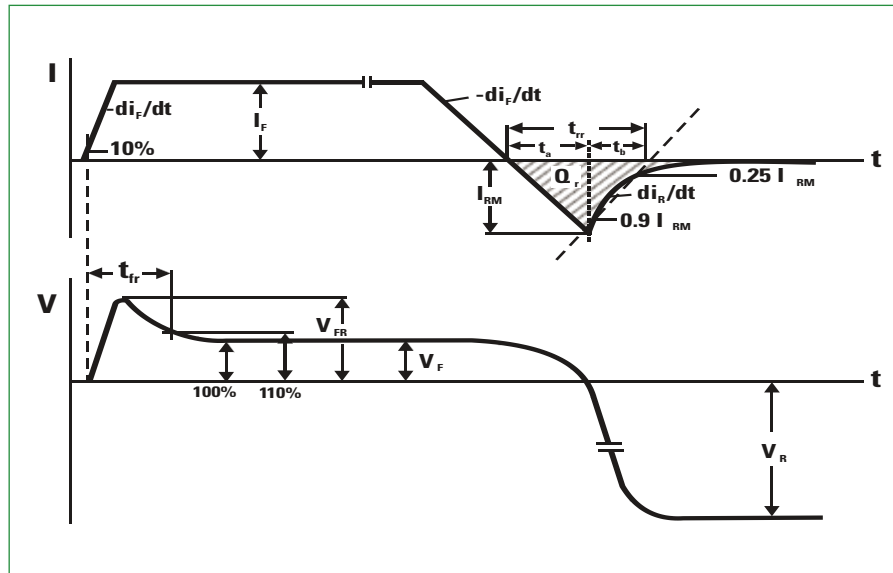 I
-diF/dt
IF
10%
-diF/dt
trr
ta
tb
Qr
IRM
diR/dt
0.25 IRM
0.9 IRM
t
tfr
V
VFR
VF
100%
110%
t
VR